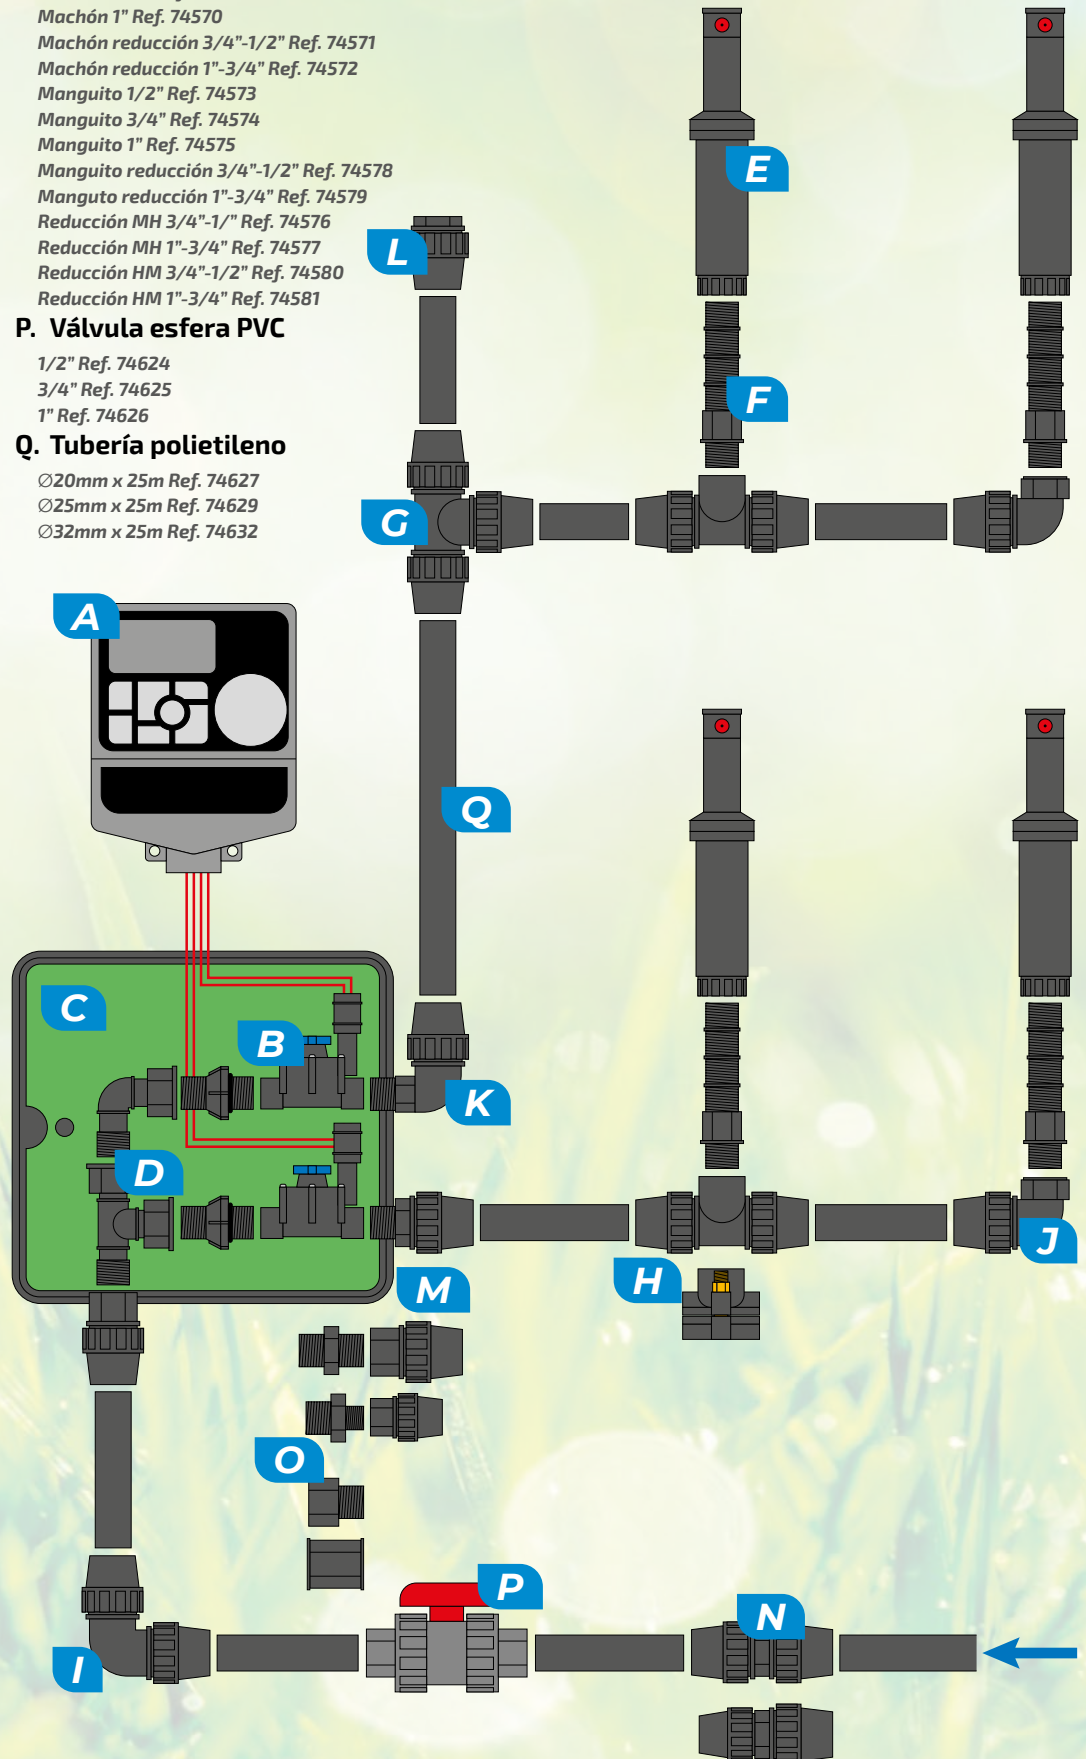 Machón 1” Ref. 74570
Machón reducción 3/4”-1/2” Ref. 74571
Machón reducción 1”-3/4” Ref. 74572
Manguito 1/2” Ref. 74573
Manguito 3/4” Ref. 74574
Manguito 1” Ref. 74575
Manguito reducción 3/4”-1/2” Ref. 74578
Manguto reducción 1”-3/4” Ref. 74579
Reducción MH 3/4”-1/” Ref. 74576
Reducción MH 1”-3/4” Ref. 74577
Reducción HM 3/4”-1/2” Ref. 74580
Reducción HM 1”-3/4” Ref. 74581
P. Válvula esfera PVC
1/2” Ref. 74624
3/4” Ref. 74625
1” Ref. 74626
Q. Tubería polietileno
∅20mm x 25m Ref. 74627
∅25mm x 25m Ref. 74629
∅32mm x 25m Ref. 74632
E
L
F
G
A
Q
C
B
K
D
J
H
M
O
P
N
I